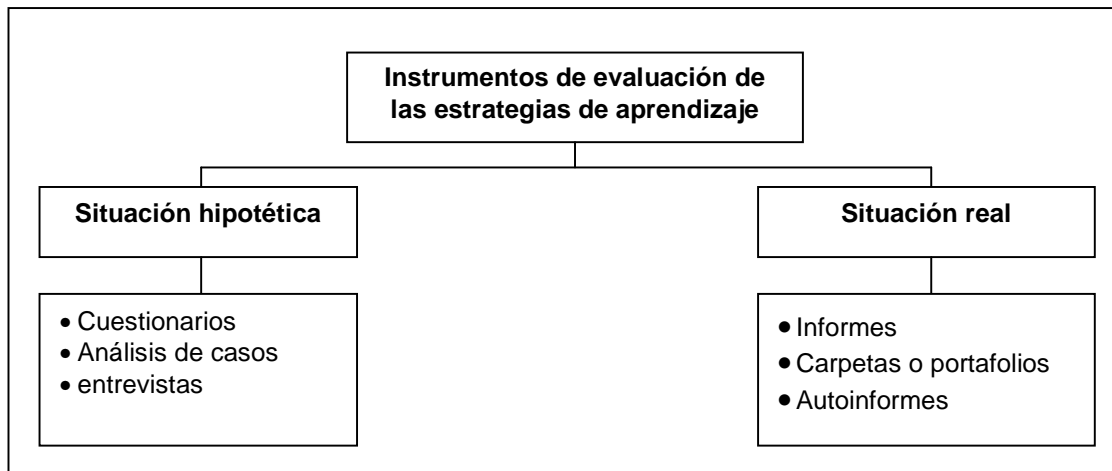 Instrumentos de evaluación de
las estrategias de aprendizaje
Situación hipotética
Situación real
• Cuestionarios
• Análisis de casos
• entrevistas
• Informes
• Carpetas o portafolios
• Autoinformes